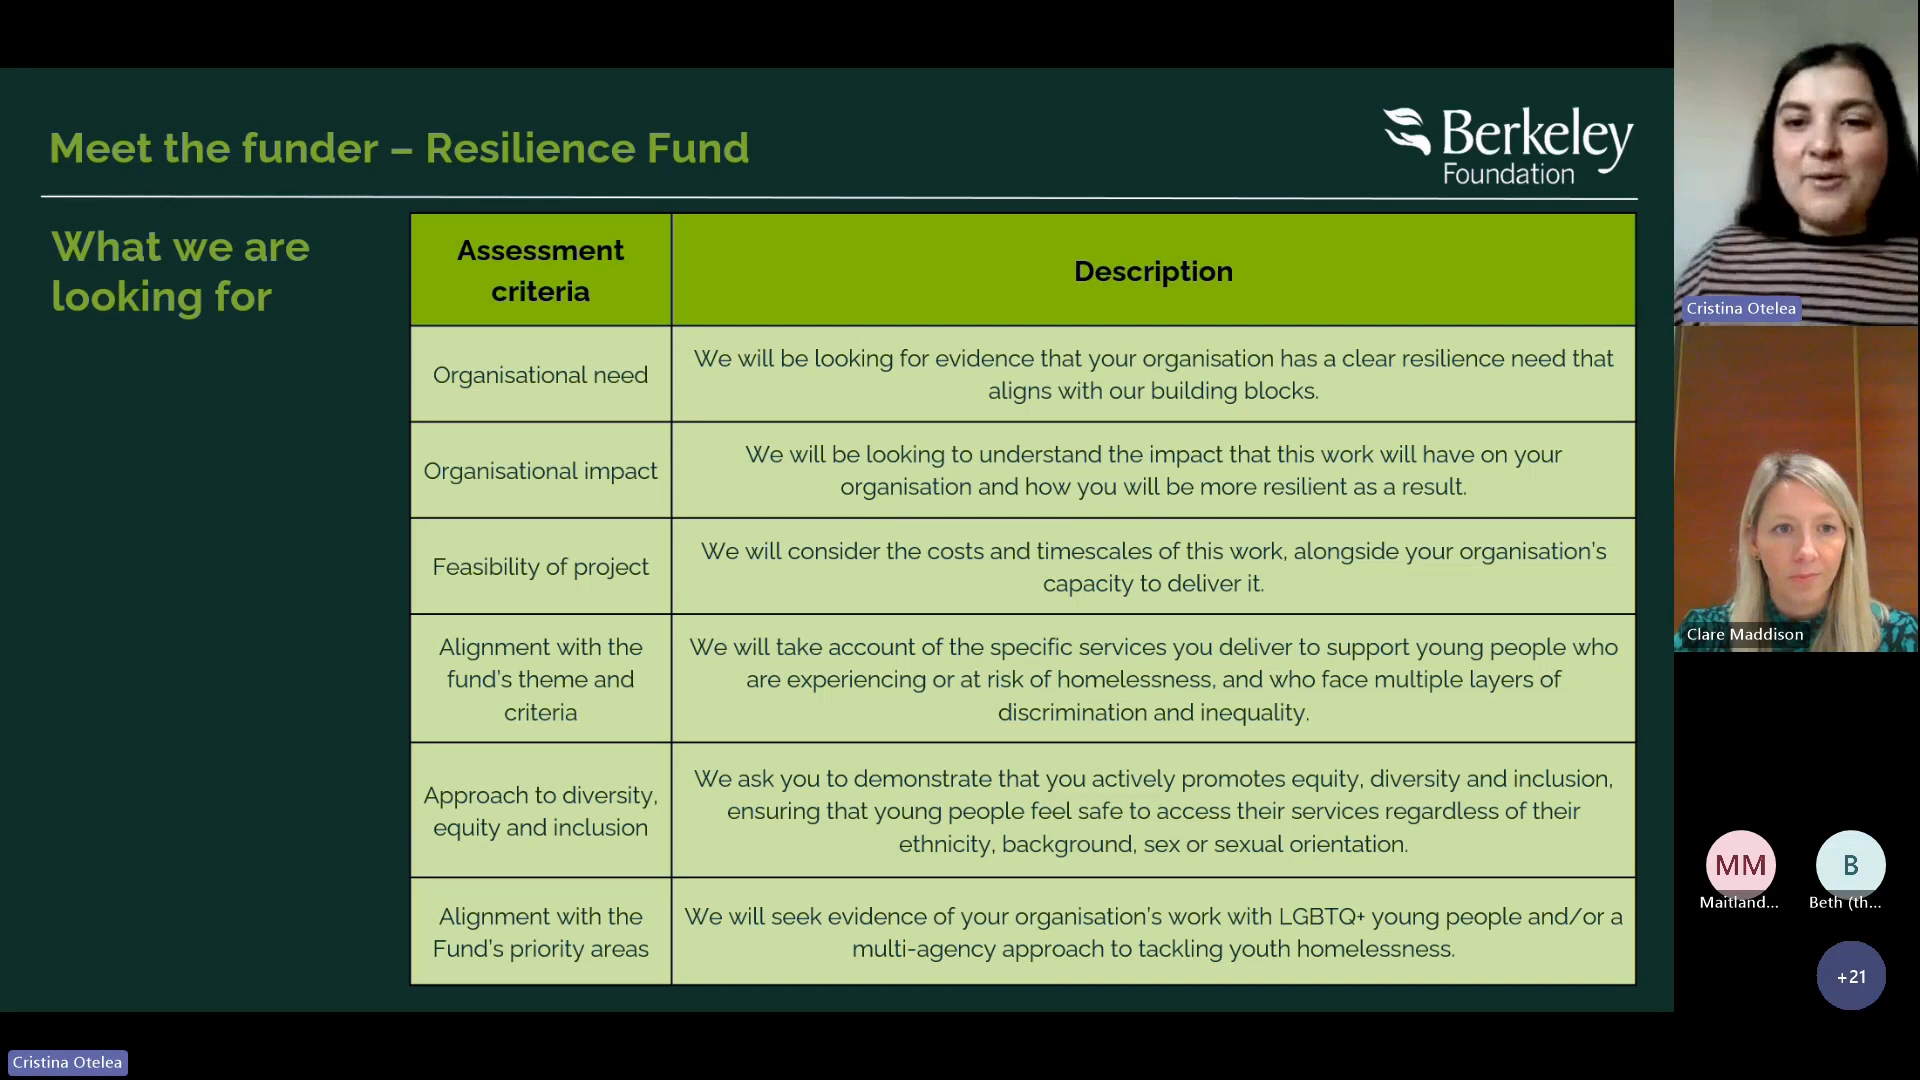 Meet the funder – Resilience Fund
Berkeley
Foundation
What we are
looking for
Assessment
criteria
Description
Organisational need
We will be looking for evidence that your organisation has a clear resilience need that
aligns with our building blocks.
Organisational impact
We will be looking to understand the impact that this work will have on your
organisation and how you will be more resilient as a result.
Feasibility of project
We will consider the costs and timescales of this work, alongside your organisation's
capacity to deliver it.
Alignment with the
fund's theme and
criteria
We will take account of the specific services you deliver to support young people who
are experiencing or at risk of homelessness, and who face multiple layers of
discrimination and inequality.
Approach to diversity,
equity and inclusion
We ask you to demonstrate that you actively promotes equity, diversity and inclusion,
ensuring that young people feel safe to access their services regardless of their
ethnicity, background, sex or sexual orientation.
Alignment with the
Fund's priority areas
We will seek evidence of your organisation's work with LGBTQ+ young people and/or a
multi-agency approach to tackling youth homelessness.
Cristina Otelea
Clare Maddison
MM
B
Maitland...
Beth (th...
+21
Cristina Otelea